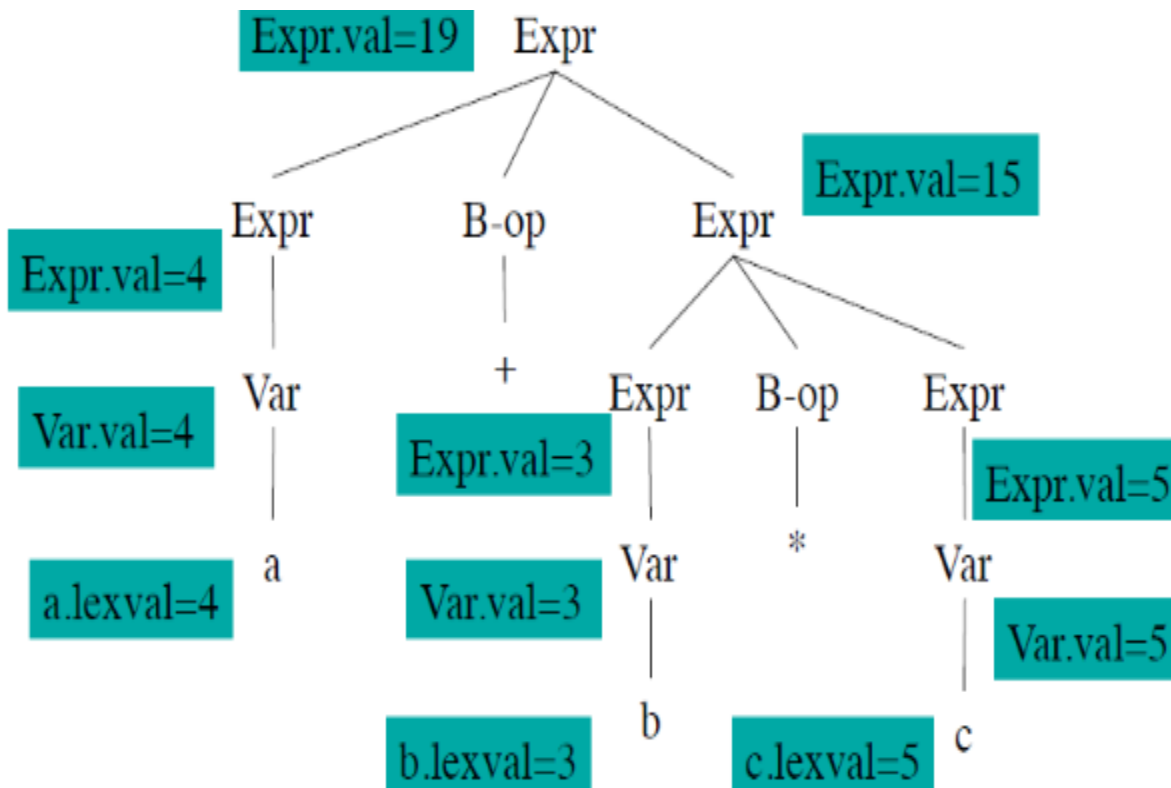 Expr.val=19 Expr
Expr.val=15
Expr B-op Expr
Expr.val=4
+
Var Expr B-op Expr
Var.val=4
Expr.val=3
Expr.val=5
a Var * Var
a.lexval=4
Var.val=3
Var.val=5
b c
b.lexval=3
c.lexval=5